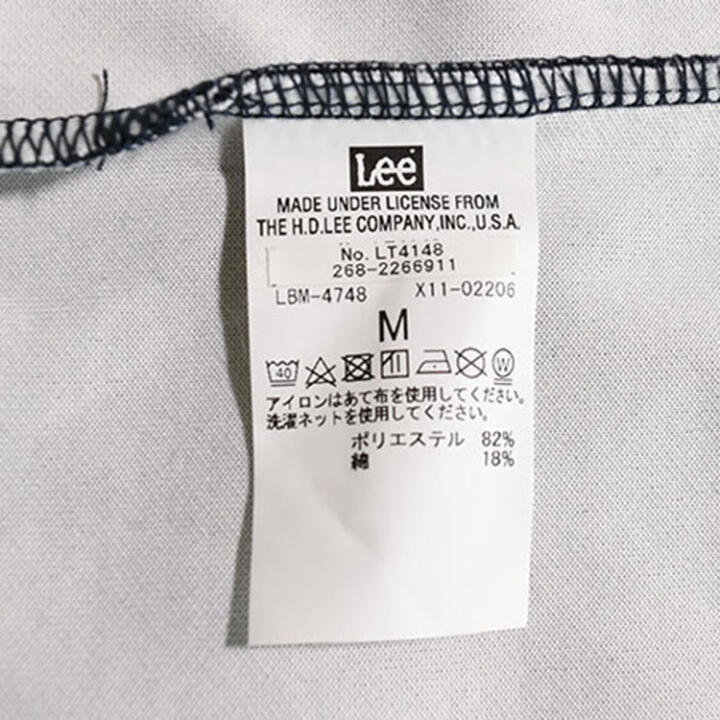 Lee
MADE UNDER LICENSE FROM
THE H.D.LEE COMPANY,INC.,U.S.A.
No. LT4148
268-2266911
LBM-4748 X11-02206
M
40 W
アイロンはあて布を使用してください。
洗濯ネットを使用してください。
ポリエステル 82%
綿 18%